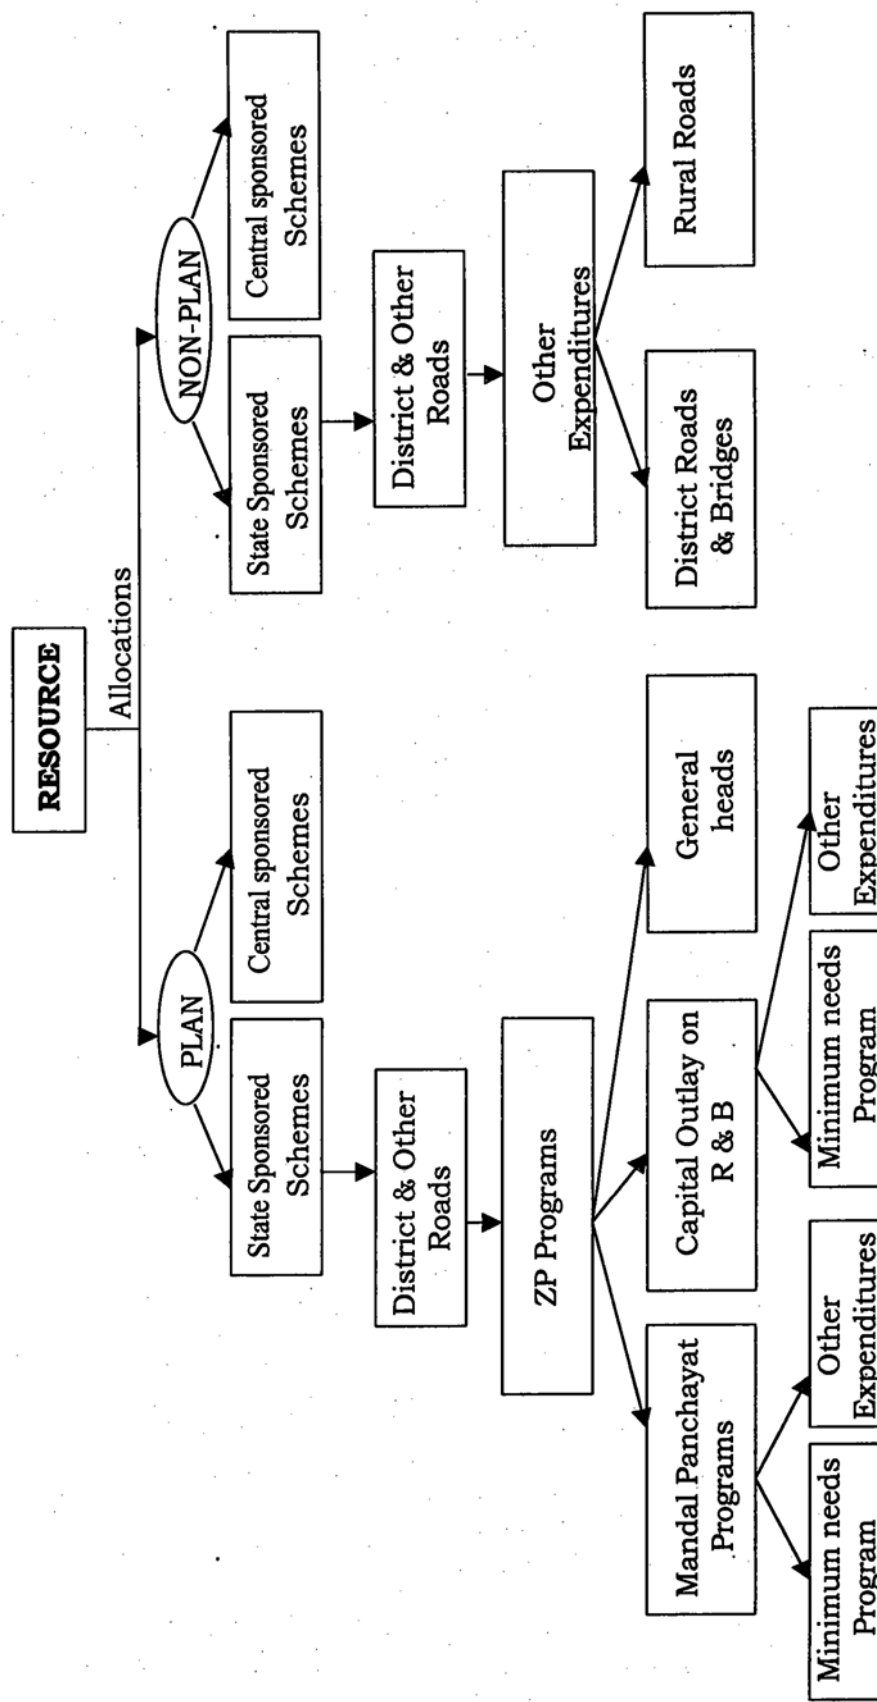 RESOURCE
Allocations
PLAN
NON-PLAN
State Sponsored
Schemes
Central sponsored
Schemes
State Sponsored
Schemes
Central sponsored
Schemes
District & Other
Roads
District & Other
Roads
ZP Programs
Other
Expenditures
Mandal Panchayat
Programs
Capital Outlay on
R & B
General
heads
District Roads
& Bridges
Rural Roads
Minimum needs
Program
Other
Expenditures
Minimum needs
Program
Other
Expenditures